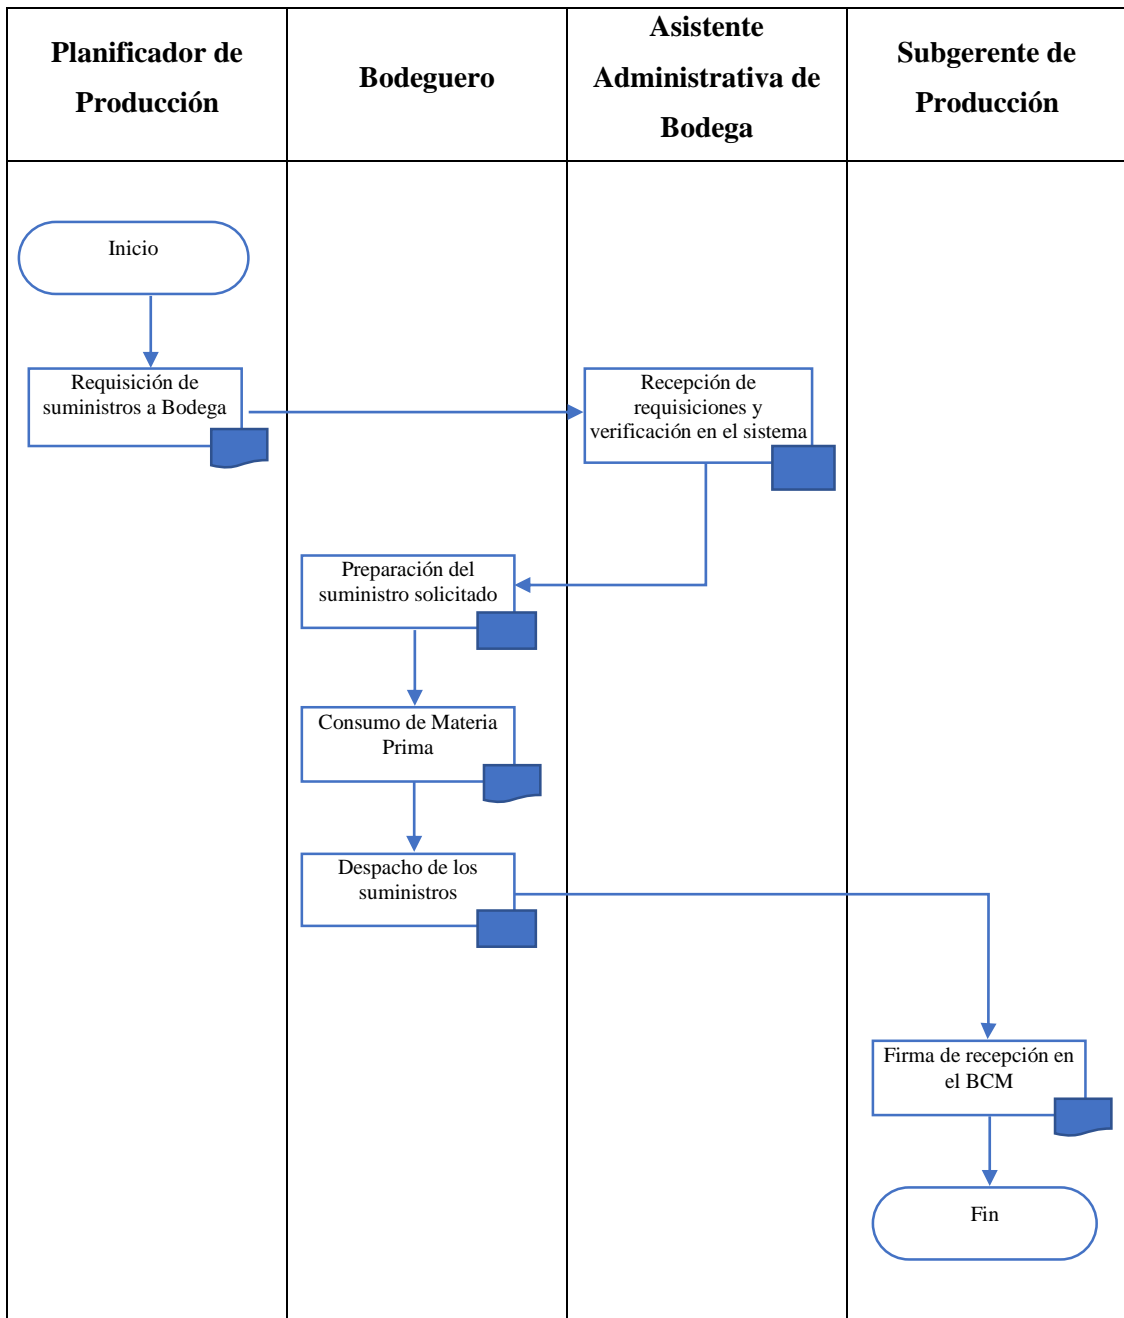 Planificador de
Producción
Bodeguero
Asistente
Administrativa de
Bodega
Subgerente de
Producción
Inicio
Requisición de
suministros a Bodega
Recepción de
requisiciones y
verificación en el sistema
Preparación del
suministro solicitado
Consumo de Materia
Prima
Despacho de los
suministros
Firma de recepción en
el BCM
Fin